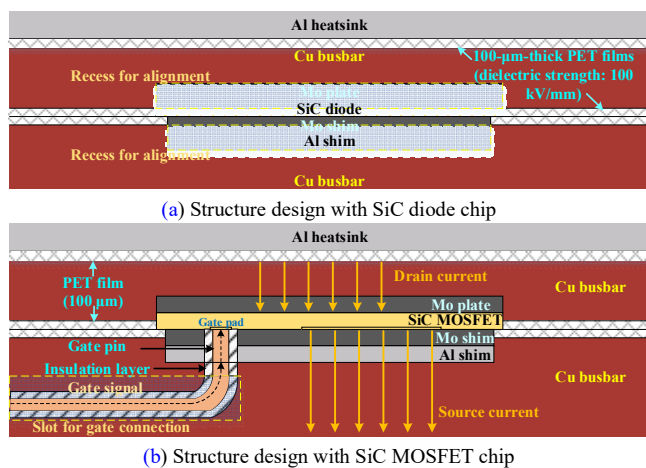 Al heatsink
Cu busbar
100-μm-thick PET films
(dielectric strength: 100
kV/mm)
Recess for alignment
Mo plate
SiC diode
Mo shim
Al shim
Recess for alignment
Cu busbar
(a) Structure design with SiC diode chip
Al heatsink
PET film
(100 μm)
Drain current
Cu busbar
Mo plate
SiC MOSFET
Gate pad
Gate pin
Mo shim
Al shim
Insulation layer
Gate signal
Cu busbar
Source current
Slot for gate connection
(b) Structure design with SiC MOSFET chip